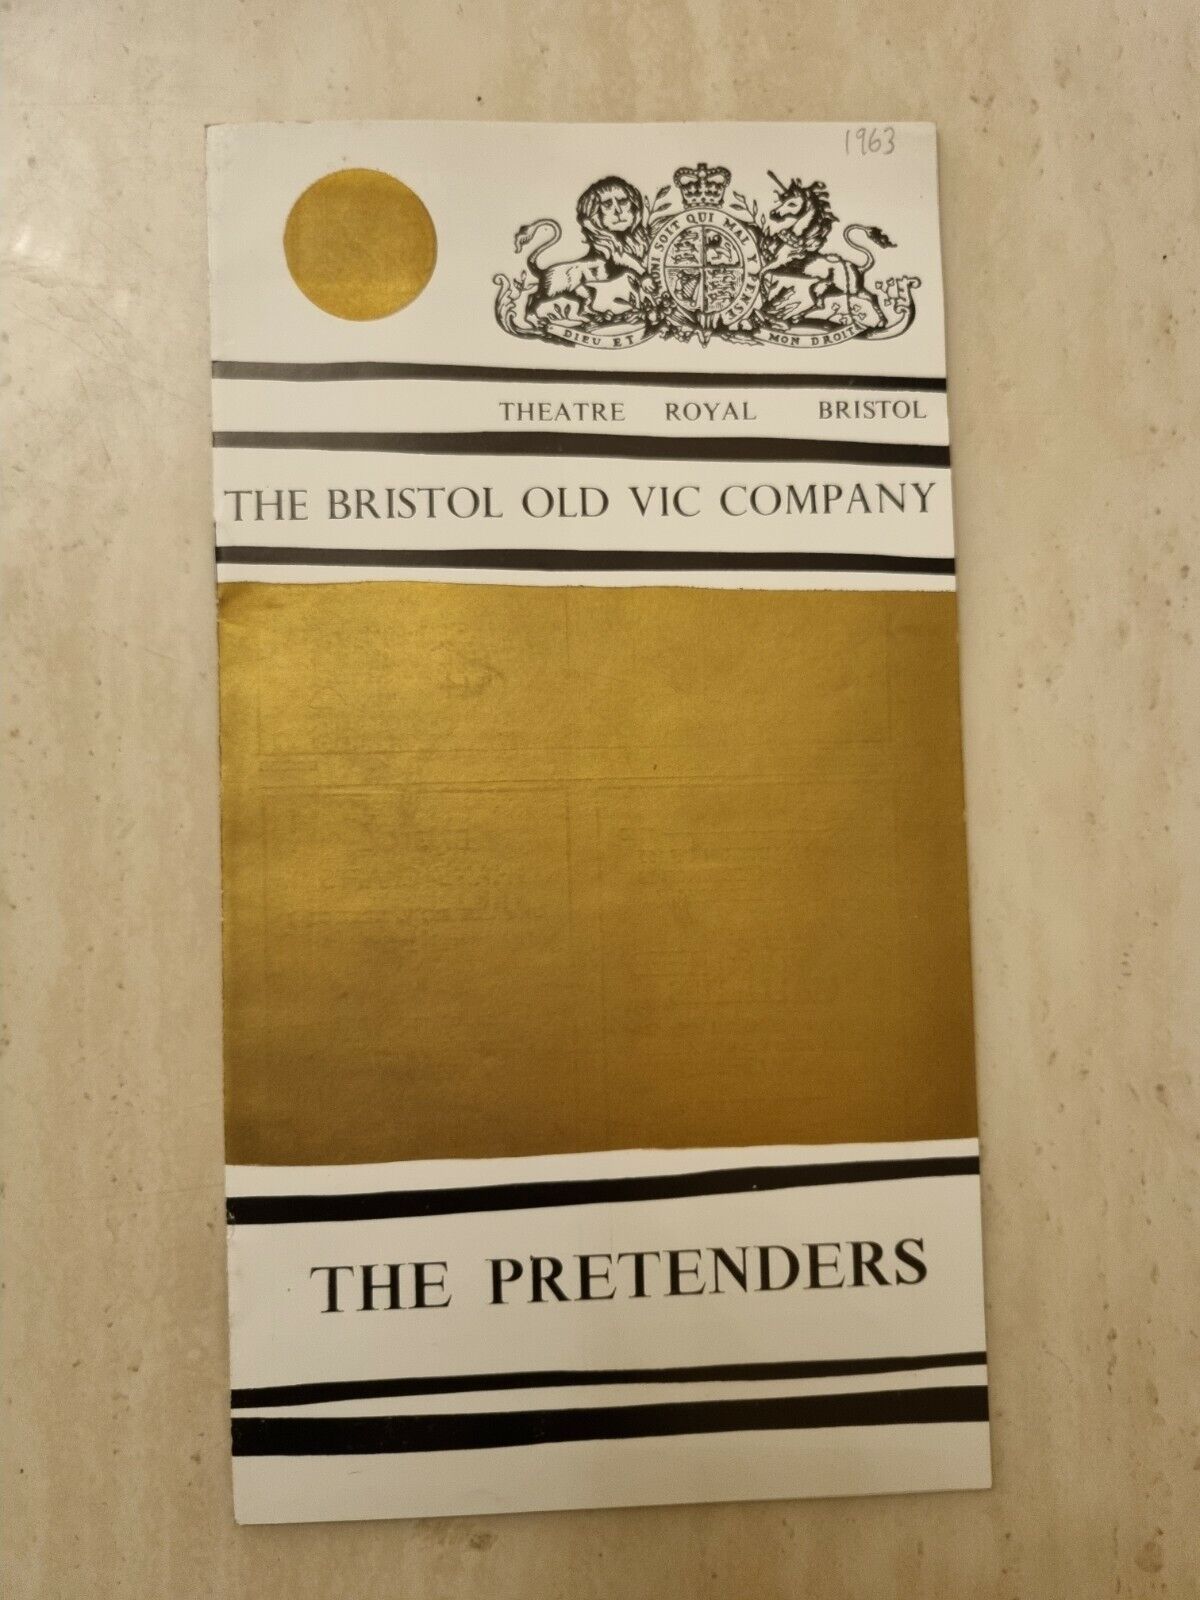 1963
HONI SOIT QUI MAL Y PENSE
DIEU ET MON DROIT
THEATRE ROYAL BRISTOL
THE BRISTOL OLD VIC COMPANY
THE PRETENDERS